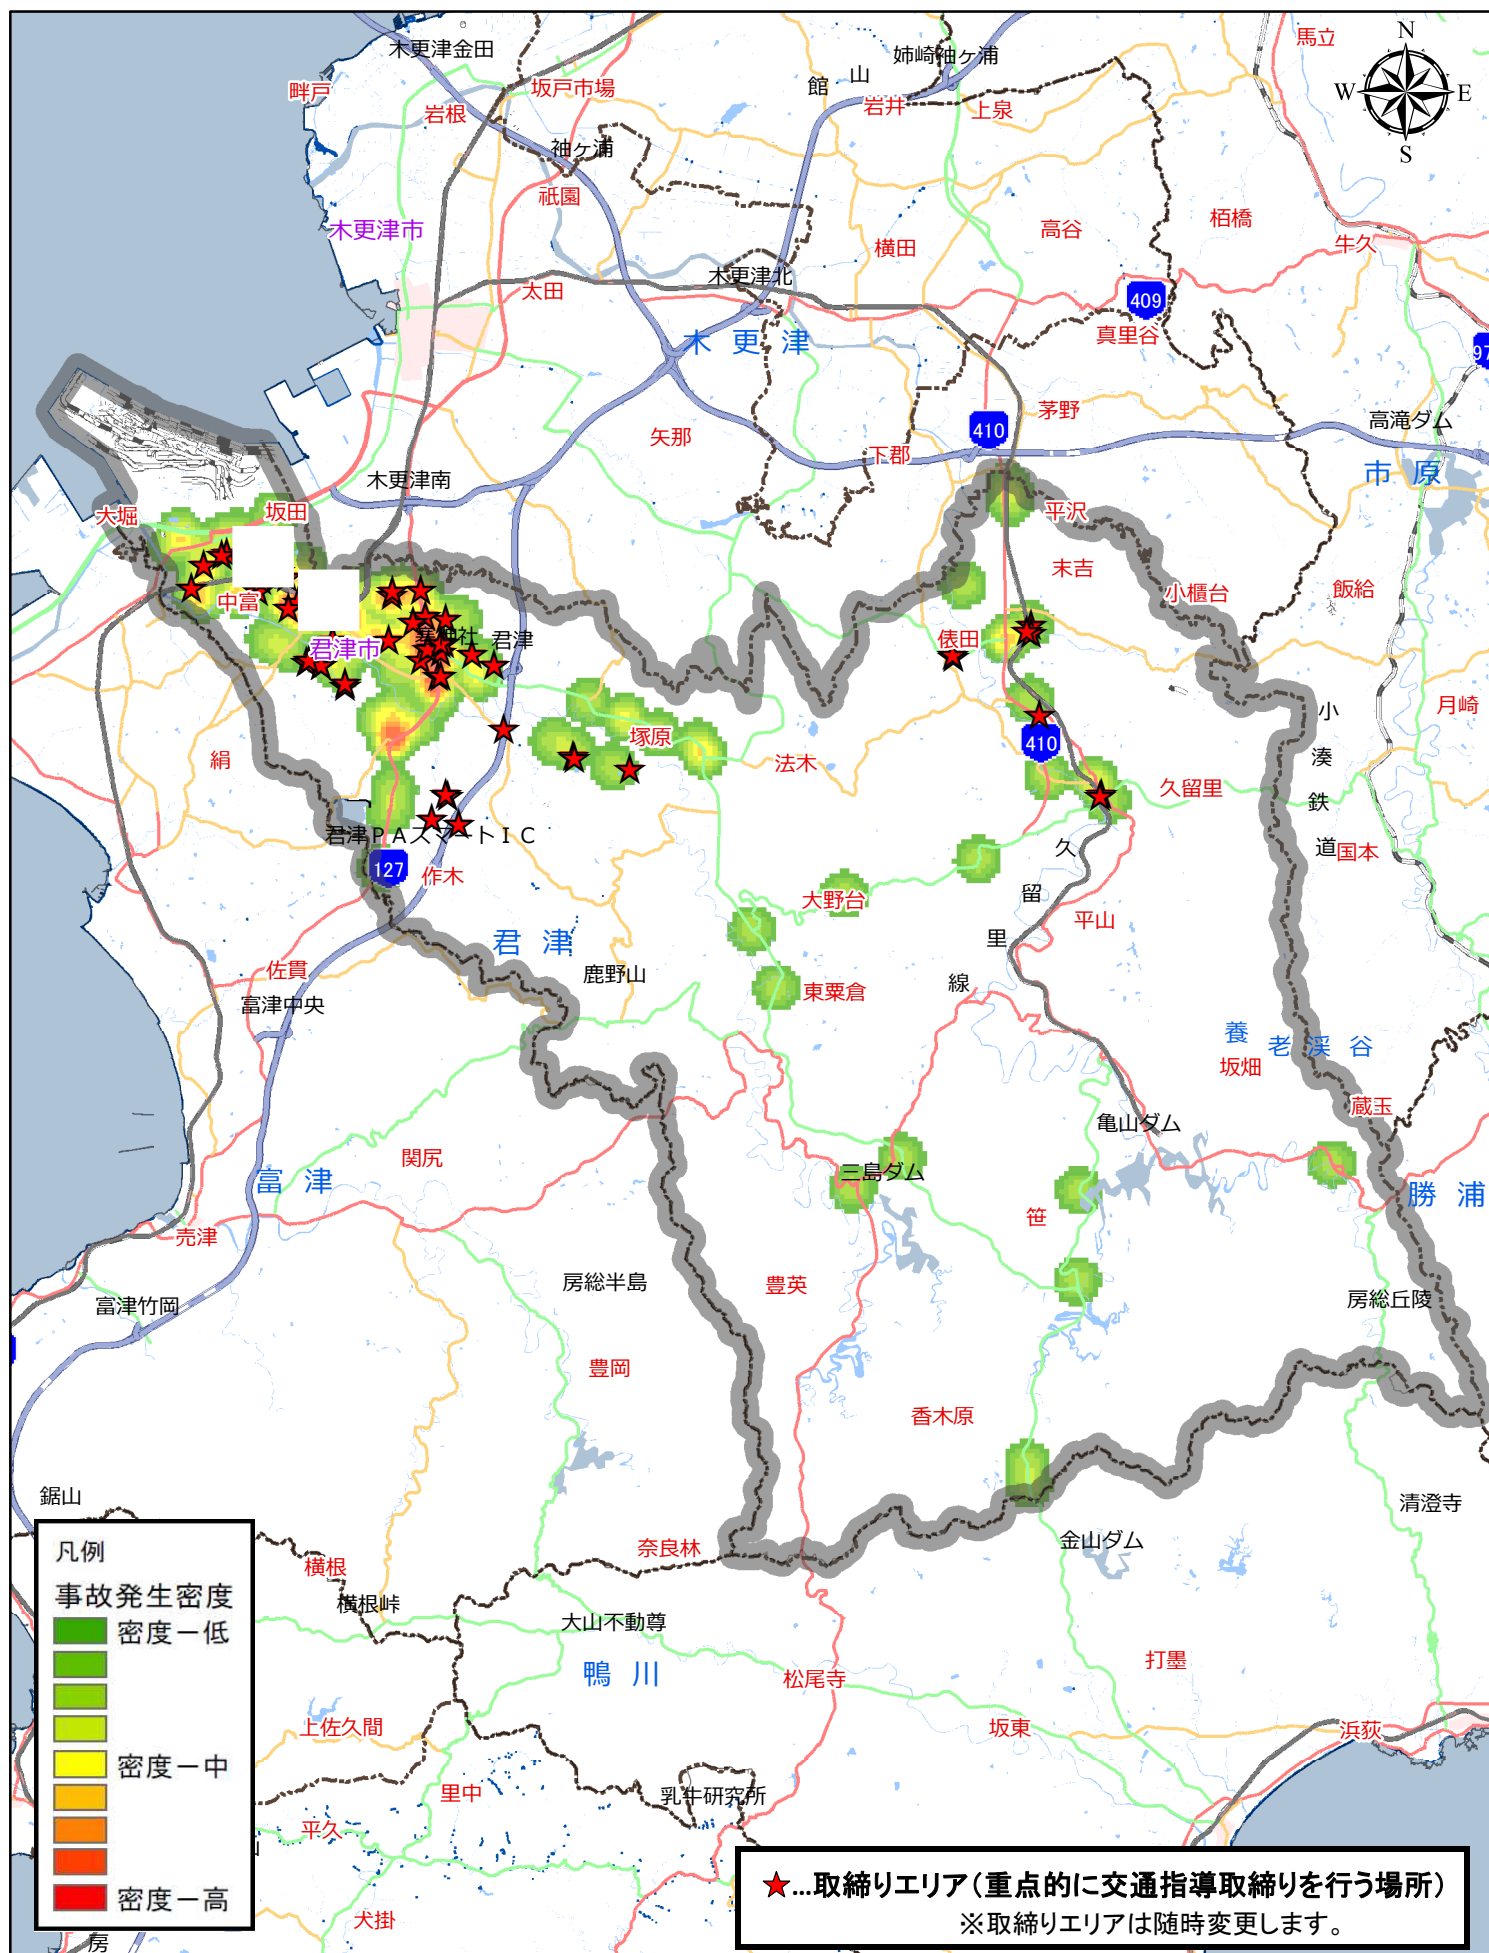 木更津金田
姉崎袖ヶ浦
馬立
N
W
E
S
館山
畔戸
坂戸市場
岩根
岩井
上泉
袖ヶ浦
祇園
木更津市
高谷
栢橋
横田
牛久
木更津北
太田
409
真里谷
木更津
97
茅野
410
高滝ダム
矢那
下郡
市原
木更津南
大堀
坂田
平沢
末吉
小櫃台
飯給
中富
俵田
君津
君津市
小湊鉄道
月崎
塚原
410
絹
法木
久留里
君津PAスマートIC
127
作木
久留里線
国本
大野台
平山
君津
鹿野山
佐貫
東粟倉
富津中央
養老渓谷
坂畑
蔵玉
亀山ダム
関尻
富津
三島ダム
勝浦
笹
売津
房総半島
豊英
富津竹岡
房総丘陵
豊岡
香木原
鋸山
清澄寺
金山ダム
奈良林
横根
横根峠
大山不動尊
鴨川
打墨
松尾寺
上佐久間
坂東
浜荻
里中
乳牛研究所
平久
犬掛
房
凡例
事故発生密度
密度－低
密度－中
密度－高
★…取締りエリア（重点的に交通指導取締りを行う場所）
※取締りエリアは随時変更します。